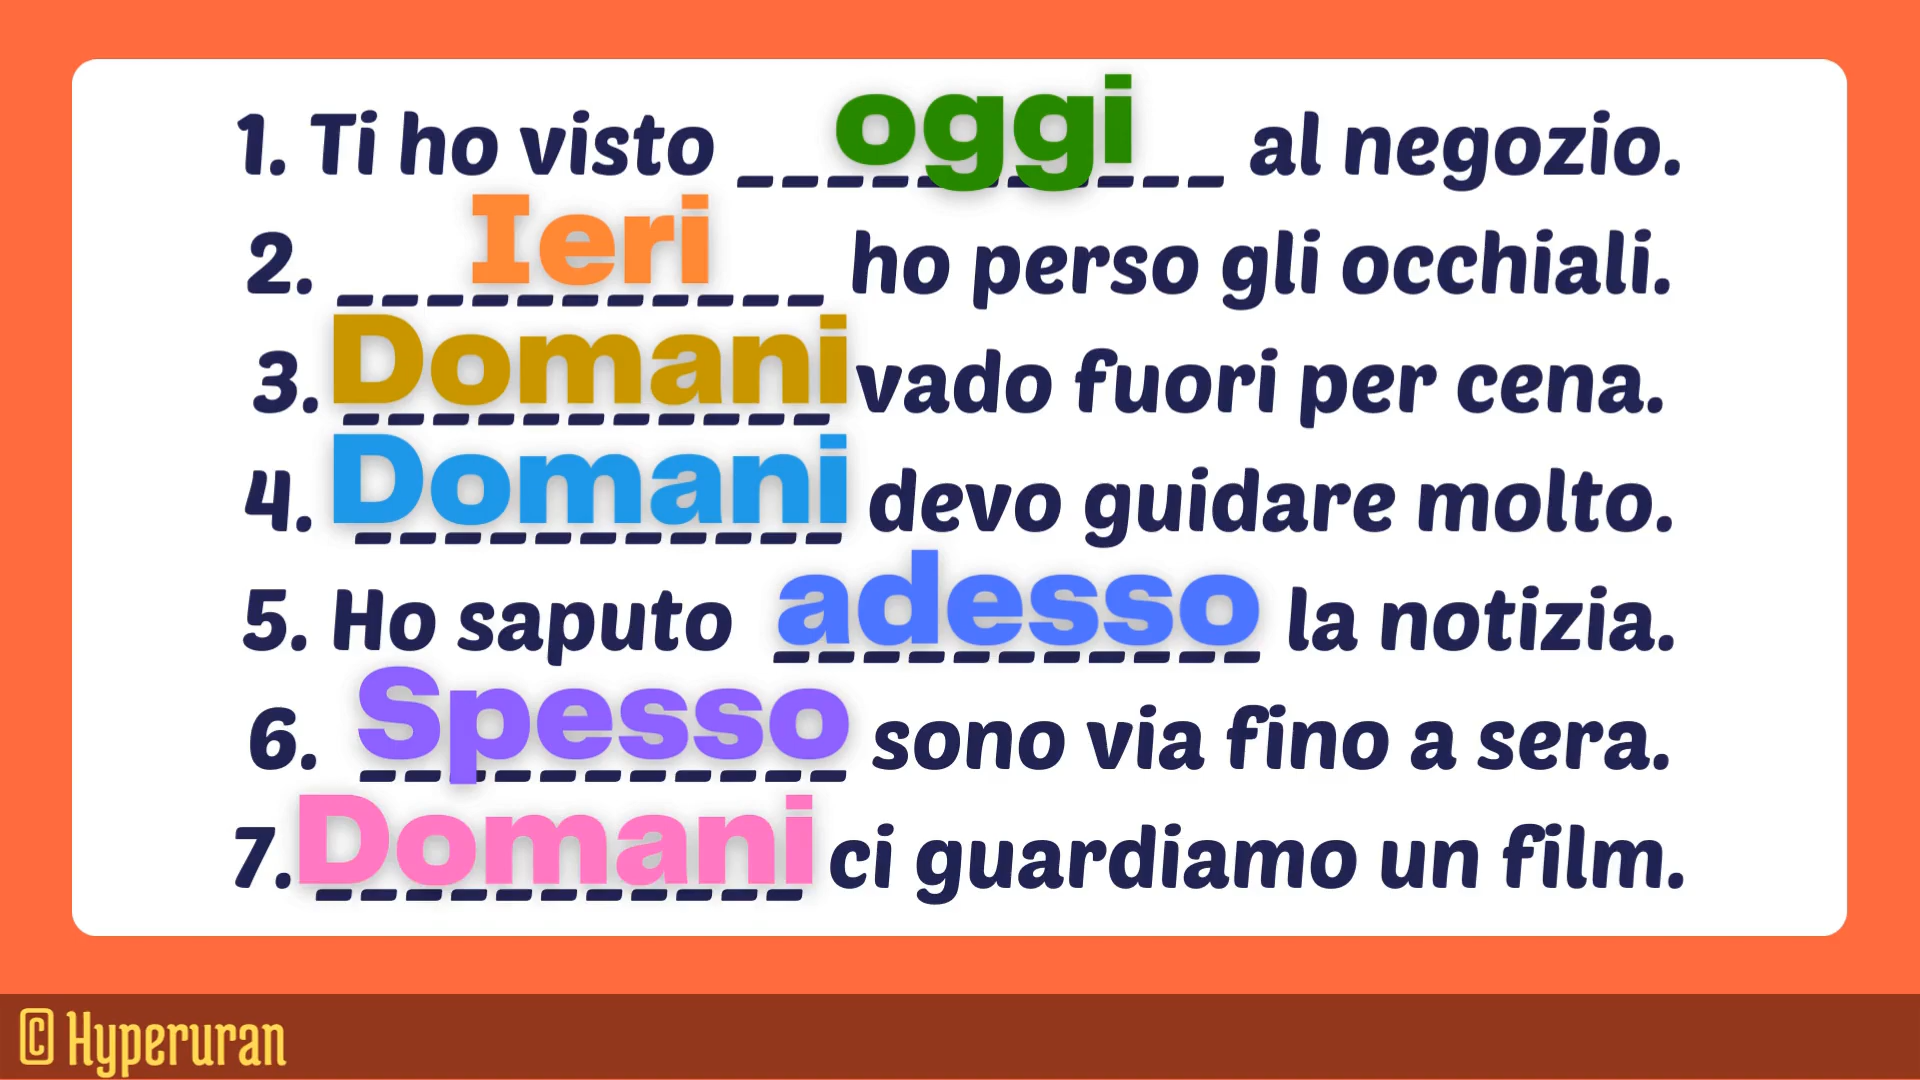 1. Ti ho visto oggi al negozio.
2. Ieri ho perso gli occhiali.
3. Domani vado fuori per cena.
4. Domani devo guidare molto.
5. Ho saputo adesso la notizia.
6. Spesso sono via fino a sera.
7. Domani ci guardiamo un film.
© Hyperuran